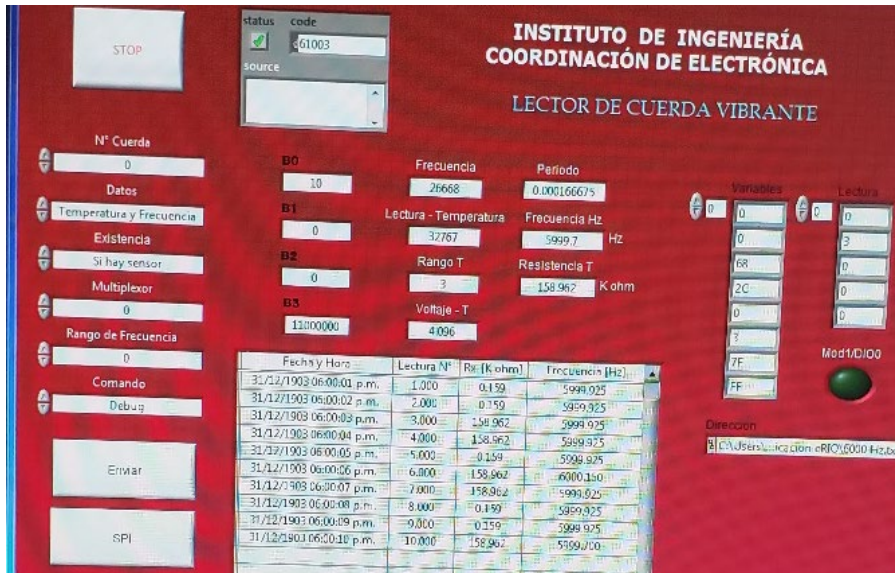 STOP
status code
61003
source
INSTITUTO DE INGENIERÍA
COORDINACIÓN DE ELECTRÓNICA
LECTOR DE CUERDA VIBRANTE
N° Cuerda
0
Datos
Temperatura y Frecuencia
Existencia
Si hay sensor
Multiplexor
0
Rango de Frecuencia
0
Comando
Debug
Enviar
SPI
B0
10
B1
0
B2
0
B3
11000000
Frecuencia
26668
Periodo
0.000166675
Lectura - Temperatura
32767
Frecuencia Hz
5999.7 Hz
Rango T
3
Resistencia T
158.962 K ohm
Voltaje - T
4.096
Variables
0
0
0
68
2C
0
3
7F
FF
Lectura
0
0
3
0
0
0
Mod1/DIO0
Dirección
Fecha y Hora Lectura N° Rx [K ohm] Frecuencia [Hz]
31/12/1903 06:00:01 p.m. 1.000 0.159 5999.925
31/12/1903 06:00:02 p.m. 2.000 0.159 5999.925
31/12/1903 06:00:03 p.m. 3.000 158.962 5999.925
31/12/1903 06:00:04 p.m. 4.000 158.962 5999.925
31/12/1903 06:00:05 p.m. 5.000 0.159 5999.925
31/12/1903 06:00:06 p.m. 6.000 158.962 6000.150
31/12/1903 06:00:07 p.m. 7.000 158.962 5999.925
31/12/1903 06:00:08 p.m. 8.000 0.159 5999.925
31/12/1903 06:00:09 p.m. 9.000 0.159 5999.925
31/12/1903 06:00:10 p.m. 10.000 158.962 5999.700